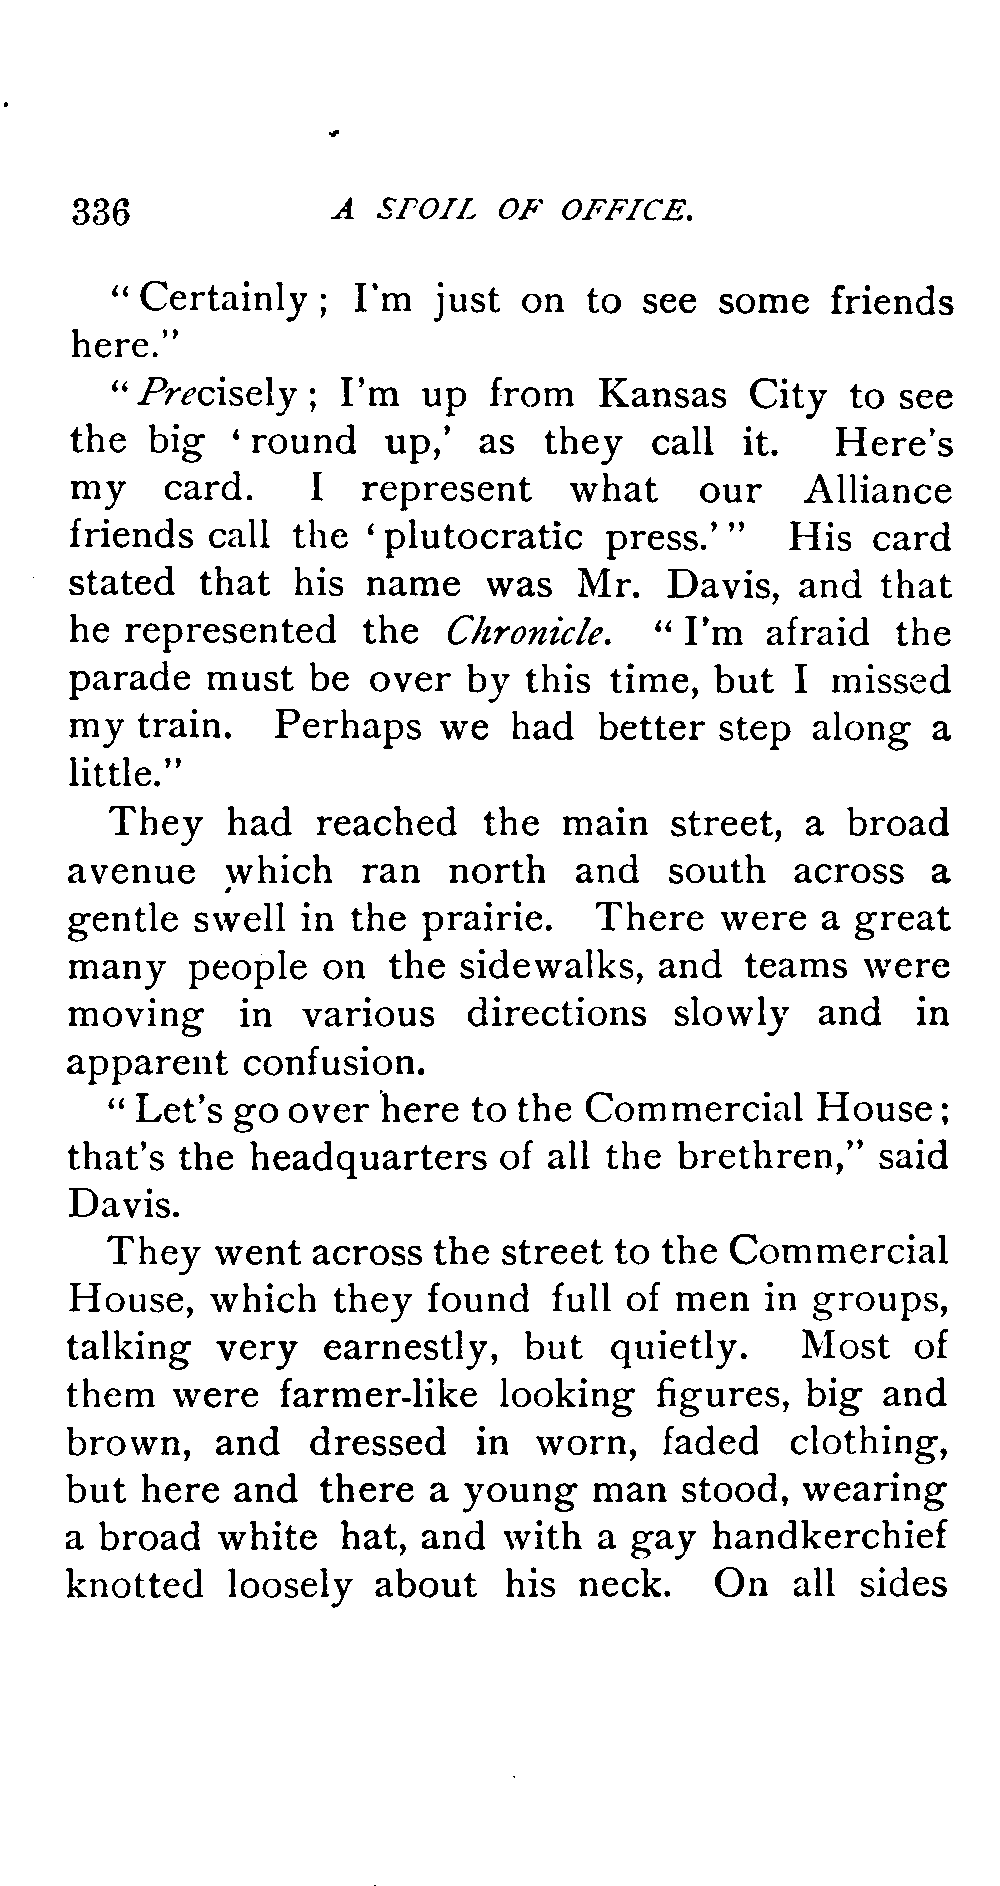 336 A SPOIL OF OFFICE.
“Certainly; I'm just on to see some friends
here.”
“Precisely; I'm up from Kansas City to see
the big ‘round up,’ as they call it. Here's
my card. I represent what our Alliance
friends call the ‘plutocratic press.’” His card
stated that his name was Mr. Davis, and that
he represented the Chronicle. “I'm afraid the
parade must be over by this time, but I missed
my train. Perhaps we had better step along a
little.”
They had reached the main street, a broad
avenue which ran north and south across a
gentle swell in the prairie. There were a great
many people on the sidewalks, and teams were
moving in various directions slowly and in
apparent confusion.
“Let's go over here to the Commercial House;
that's the headquarters of all the brethren,” said
Davis.
They went across the street to the Commercial
House, which they found full of men in groups,
talking very earnestly, but quietly. Most of
them were farmer-like looking figures, big and
brown, and dressed in worn, faded clothing,
but here and there a young man stood, wearing
a broad white hat, and with a gay handkerchief
knotted loosely about his neck. On all sides